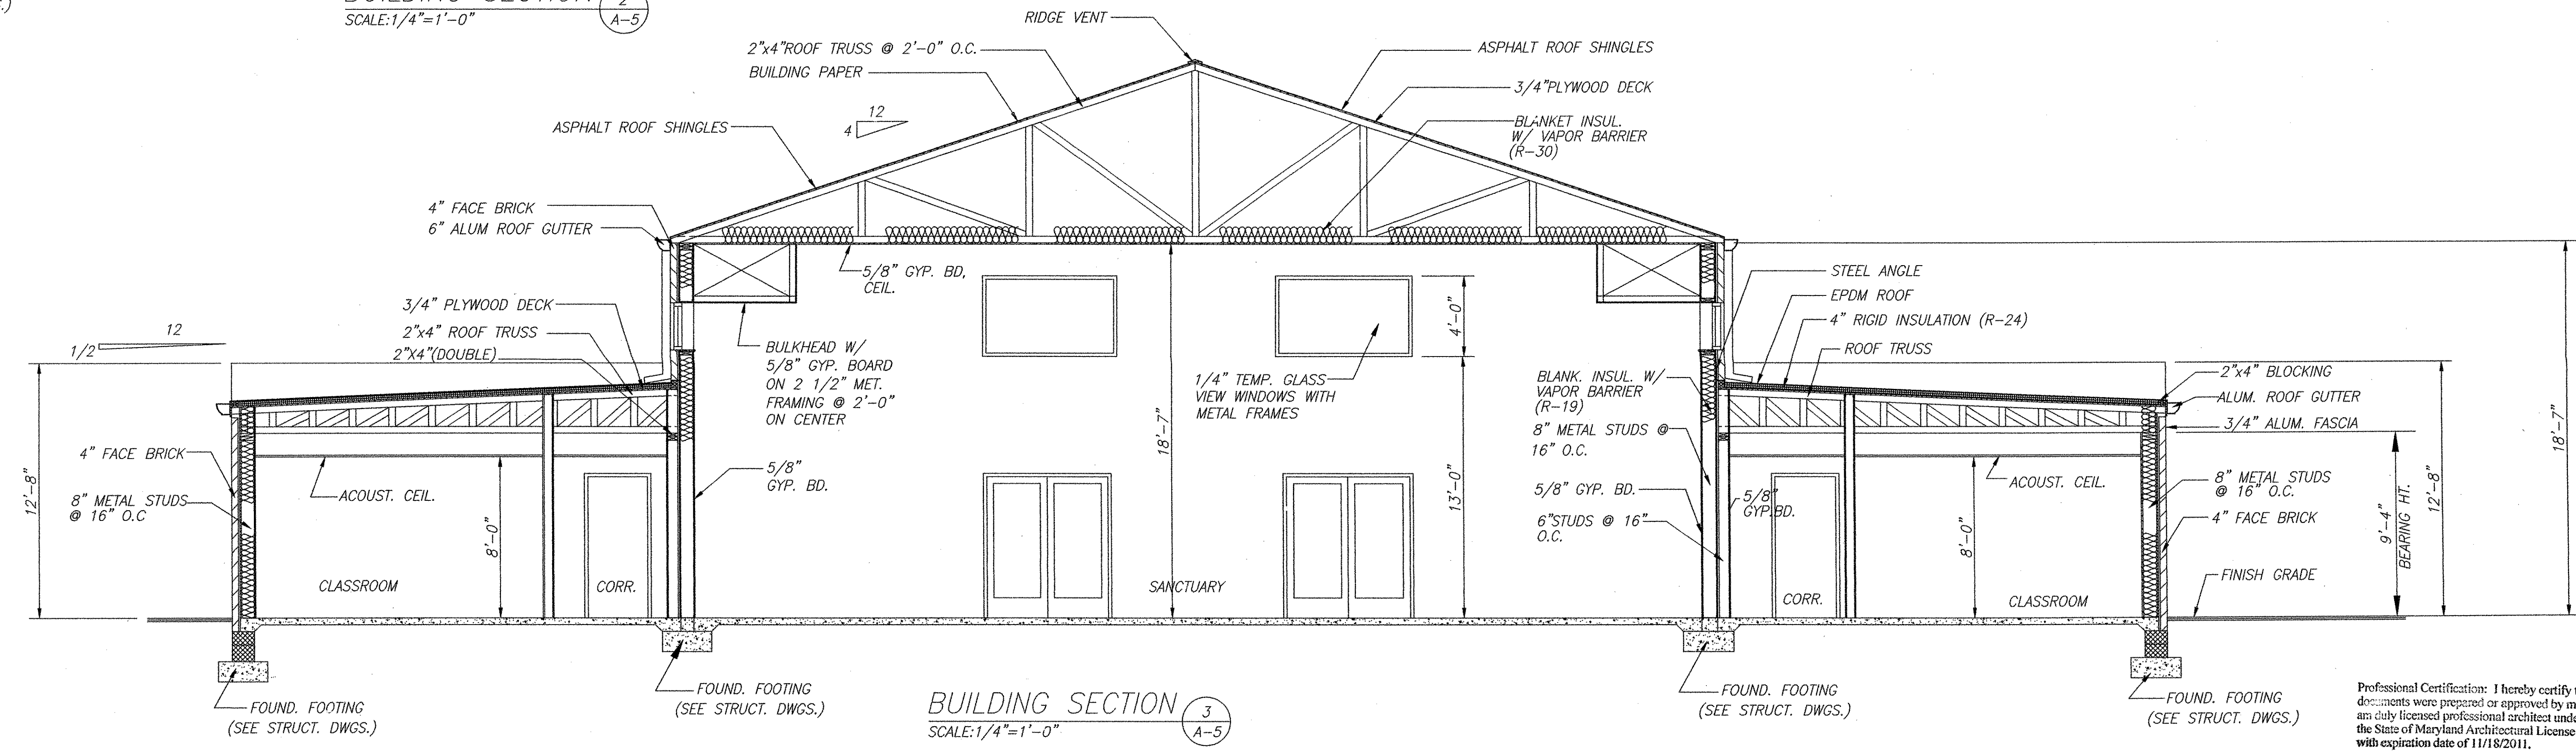 BUILDING SECTION 2
SCALE:1/4"=1'-0" A-5
RIDGE VENT
2"x4"ROOF TRUSS @ 2'-0" O.C.
BUILDING PAPER
ASPHALT ROOF SHINGLES
12
4
ASPHALT ROOF SHINGLES
3/4"PLYWOOD DECK
BLANKET INSUL.
W/ VAPOR BARRIER
(R-30)
4" FACE BRICK
6" ALUM ROOF GUTTER
5/8" GYP. BD,
CEIL.
3/4" PLYWOOD DECK
2"x4" ROOF TRUSS
2"X4"(DOUBLE)
12
1/2
BULKHEAD W/
5/8" GYP. BOARD
ON 2 1/2" MET.
FRAMING @ 2'-0"
ON CENTER
1/4" TEMP. GLASS
VIEW WINDOWS WITH
METAL FRAMES
4'-0"
13'-0"
18'-7"
STEEL ANGLE
EPDM ROOF
4" RIGID INSULATION (R-24)
ROOF TRUSS
BLANK. INSUL. W/
VAPOR BARRIER
(R-19)
8" METAL STUDS @
16" O.C.
5/8" GYP. BD.
6"STUDS @ 16"
O.C.
5/8"
GYP.BD.
2"x4" BLOCKING
ALUM. ROOF GUTTER
3/4" ALUM. FASCIA
8" METAL STUDS
@ 16" O.C.
4" FACE BRICK
FINISH GRADE
9'-4"
BEARING HT.
12'-8"
18'-7"
12'-8"
4" FACE BRICK
8" METAL STUDS
@ 16" O.C
ACOUST. CEIL.
8'-0"
CLASSROOM
CORR.
5/8"
GYP. BD.
SANCTUARY
CORR.
8'-0"
ACOUST. CEIL.
CLASSROOM
FOUND. FOOTING
(SEE STRUCT. DWGS.)
FOUND. FOOTING
(SEE STRUCT. DWGS.)
FOUND. FOOTING
(SEE STRUCT. DWGS.)
FOUND. FOOTING
(SEE STRUCT. DWGS.)
BUILDING SECTION 3
SCALE:1/4"=1'-0" A-5
Professional Certification: I hereby certify
documents were prepared or approved by
am duly licensed professional architect
the State of Maryland Architectural License
with expiration date of 11/18/2011.